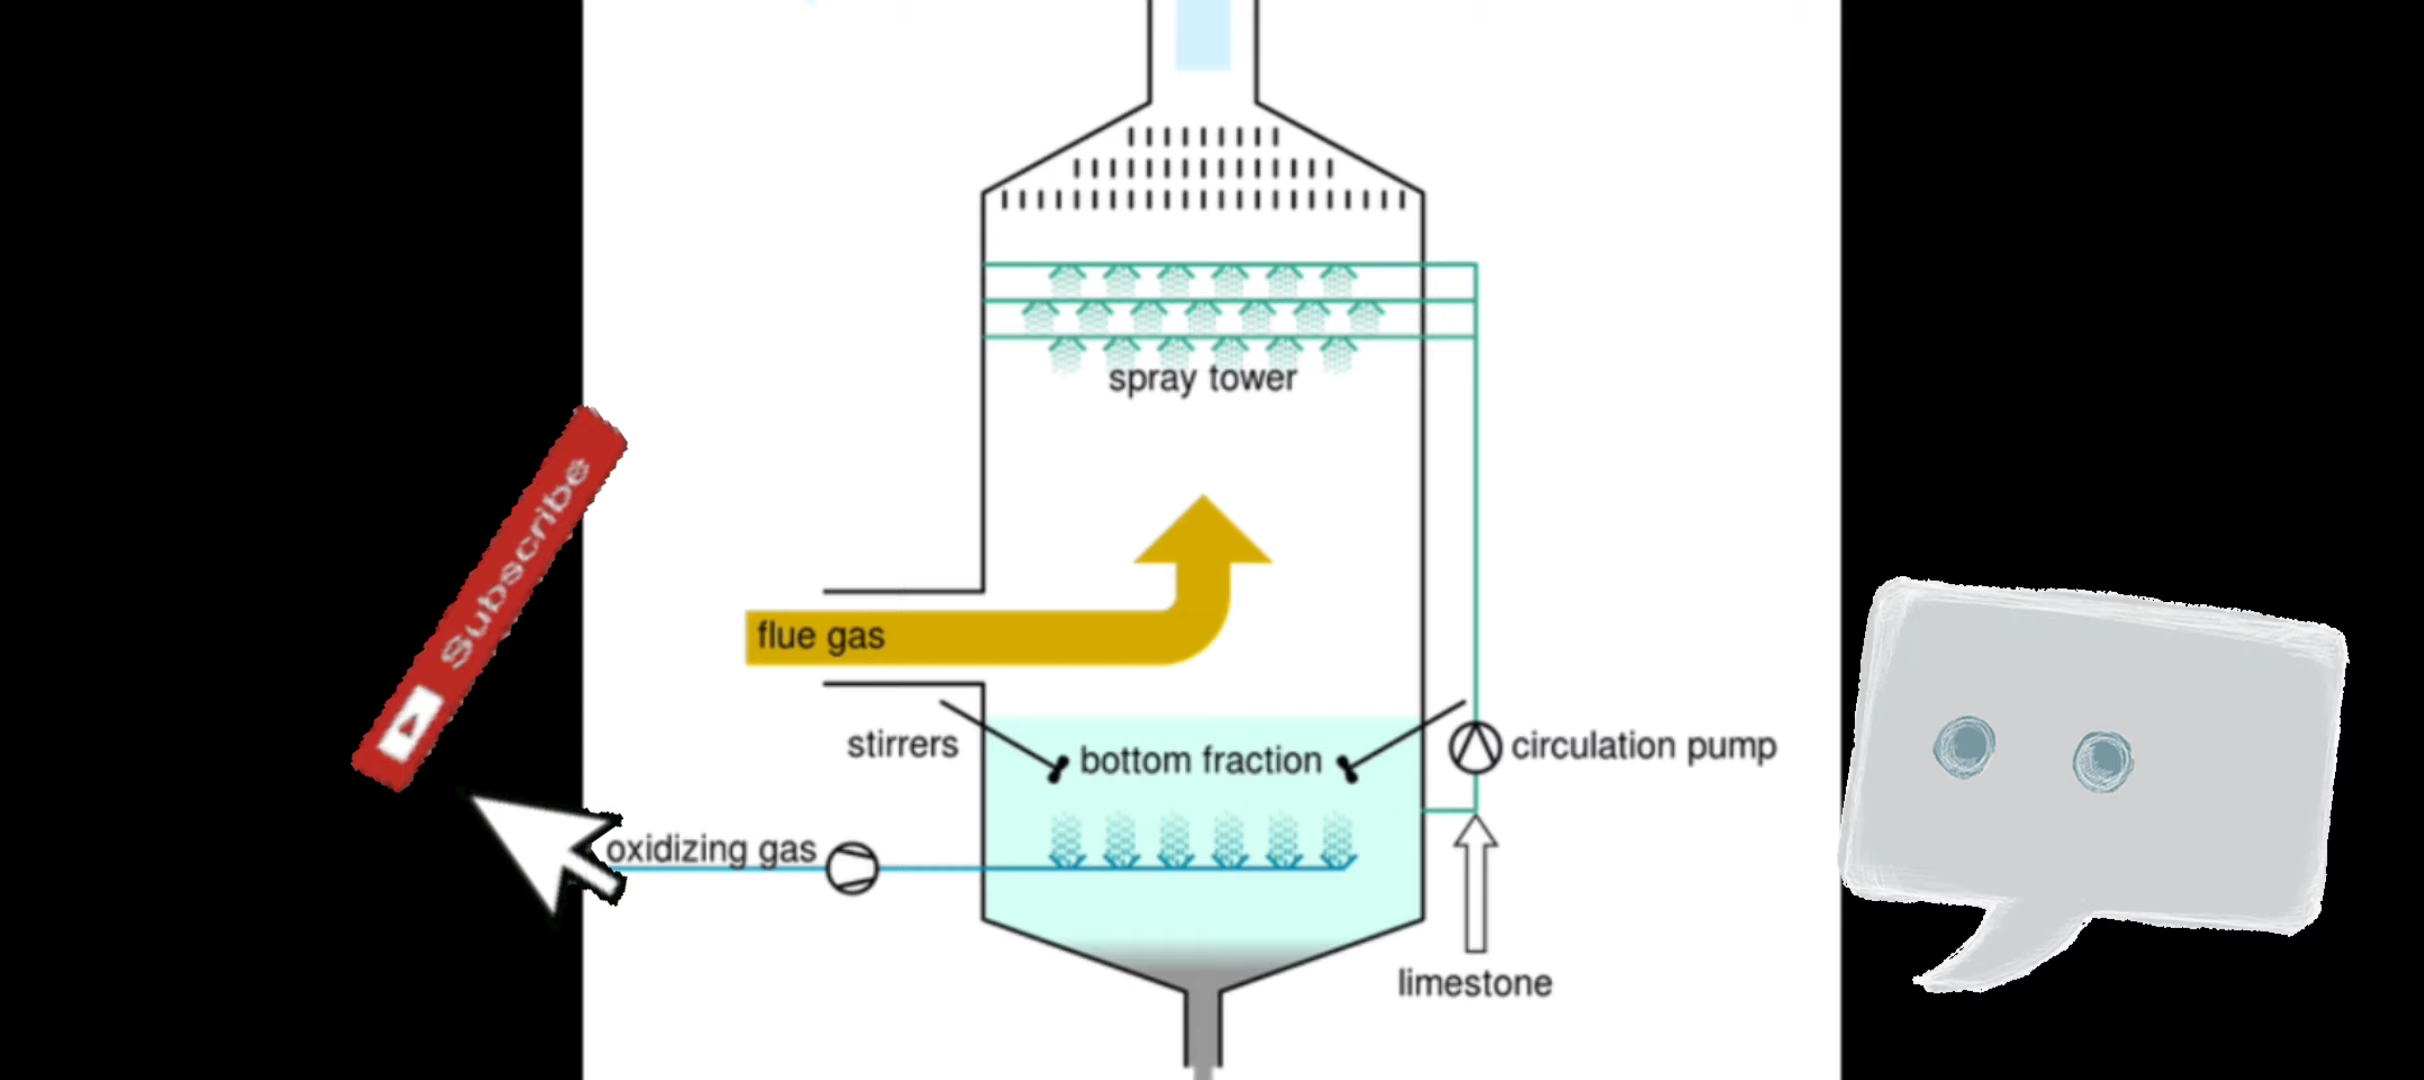 spray tower
Subscribe
flue gas
stirrers
bottom fraction
circulation pump
oxidizing gas
limestone